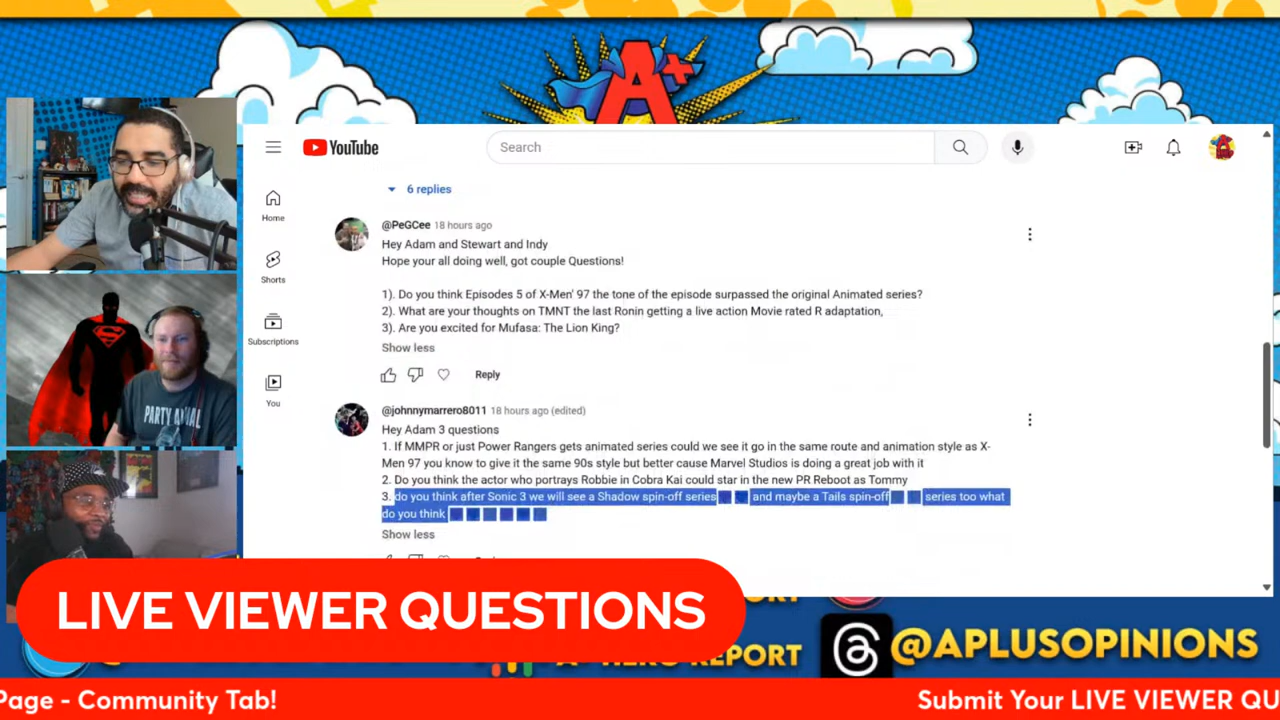 A+
YouTube
Search
Home
Shorts
Subscriptions
You
6 replies
@PeGCee 18 hours ago
Hey Adam and Stewart and Indy
Hope your all doing well, got couple Questions!
1). Do you think Episodes 5 of X-Men' 97 the tone of the episode surpassed the original Animated series?
2). What are your thoughts on TMNT the last Ronin getting a live action Movie rated R adaptation,
3). Are you excited for Mufasa: The Lion King?
Show less
Reply
@johnnymarrero8011 18 hours ago (edited)
Hey Adam 3 questions
1. If MMPR or just Power Rangers gets animated series could we see it go in the same route and animation style as X-
Men 97 you know to give it the same 90s style but better cause Marvel Studios is doing a great job with it
2. Do you think the actor who portrays Robbie in Cobra Kai could star in the new PR Reboot as Tommy
3. do you think after Sonic 3 we will see a Shadow spin-off series and maybe a Tails spin-off series too what
do you think
Show less
PARTY ANIMAL
LIVE VIEWER QUESTIONS
REPORT
@APLUSOPINIONS
Page - Community Tab!
Submit Your LIVE VIEWER QU